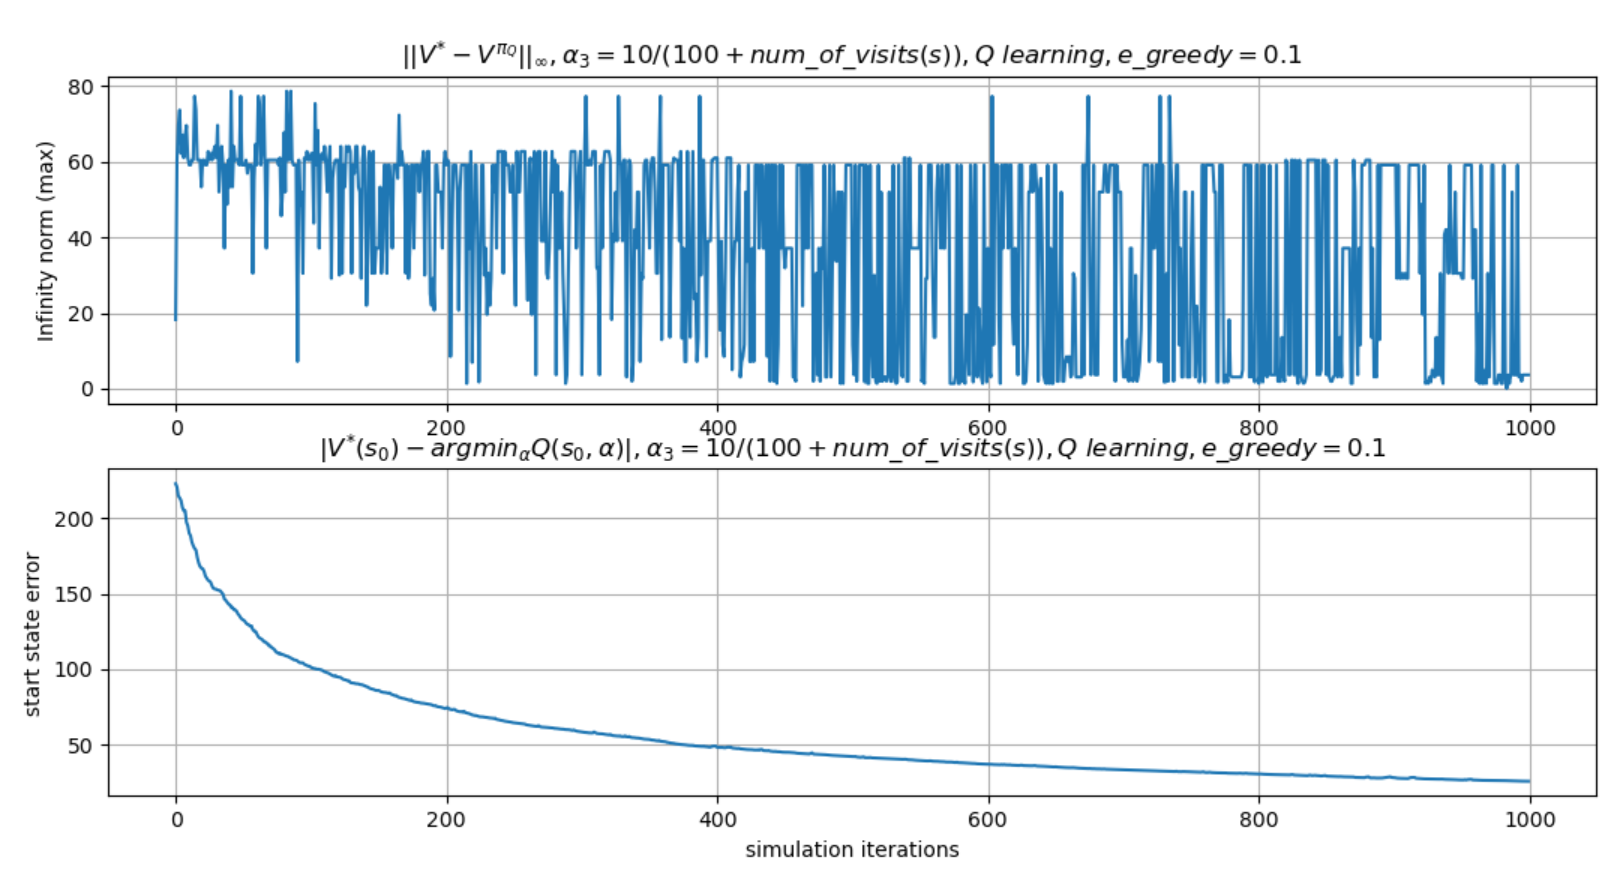 ||V* − V^{π_Q}||_∞, α₃ = 10/(100 + num_of_visits(s)), Q learning, e_greedy = 0.1
Infinity norm (max)
80
60
40
20
0
0 200 400 600 800 1000
|V*(s₀) − argmin_αQ(s₀, α)|, α₃ = 10/(100 + num_of_visits(s)), Q learning, e_greedy = 0.1
start state error
200
150
100
50
0 200 400 600 800 1000
simulation iterations